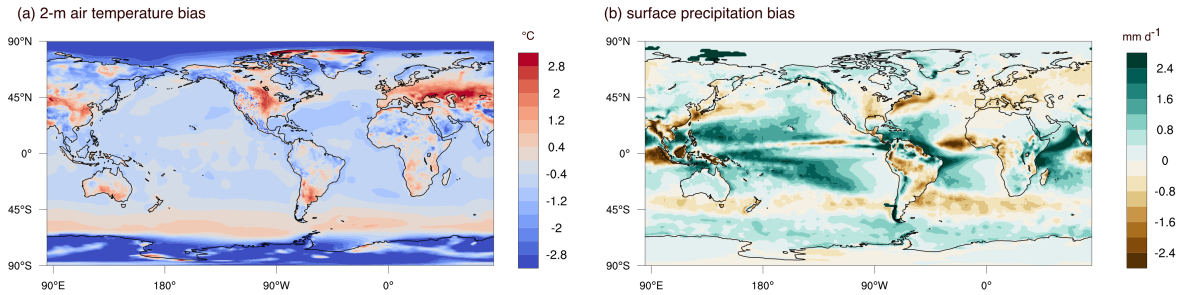 (a) 2-m air temperature bias
°C
90°N
45°N
0°
45°S
90°S
90°E
180°
90°W
0°
2.8
2
1.2
0.4
-0.4
-1.2
-2
-2.8
(b) surface precipitation bias
mm d-1
90°N
45°N
0°
45°S
90°S
90°E
180°
90°W
0°
2.4
1.6
0.8
0
-0.8
-1.6
-2.4